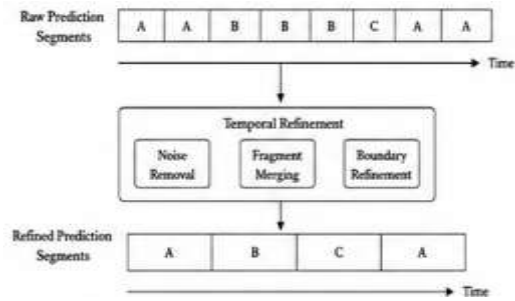 Raw Prediction
Segments
A A B B B C A A
Time
Temporal Refinement
Noise
Removal
Fragment
Merging
Boundary
Refinement
Refined Prediction
Segments
A B C A
Time